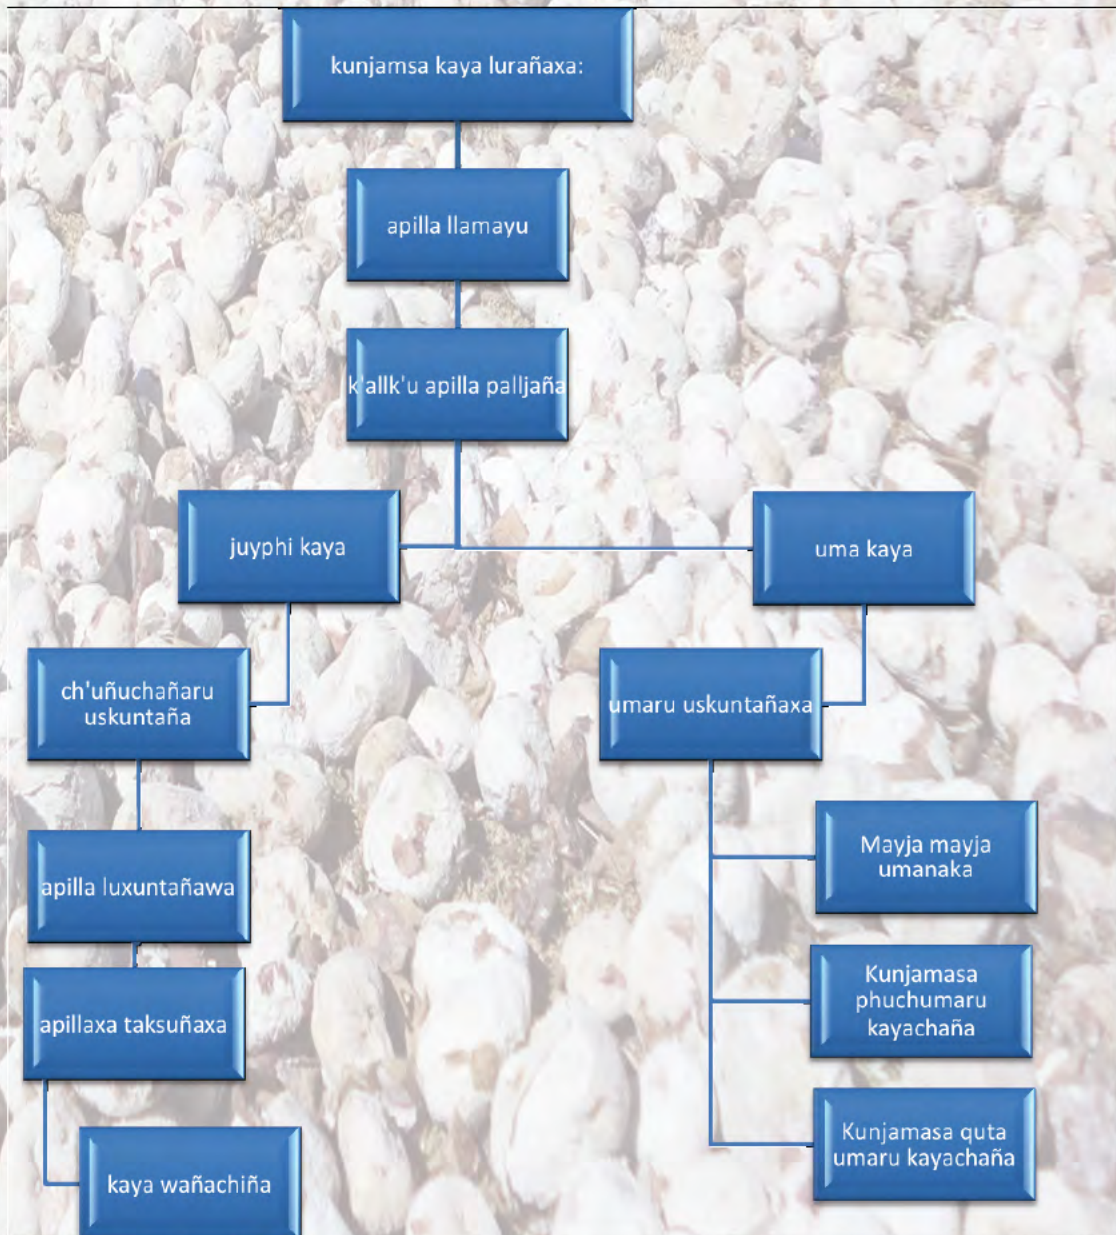 kunjamsa kaya lurañaxa:
apilla llamayu
k'allk'u apilla palljaña
juyphi kaya
uma kaya
ch'uñuchañaru
uskuntaña
umaru uskuntañaxa
apilla luxuntañawa
Mayja mayja
umanaka
apillaxa taksuñaxa
Kunjamasa
phuchumaru
kayachaña
kaya wañachiña
Kunjamasa quta
umaru kayachaña